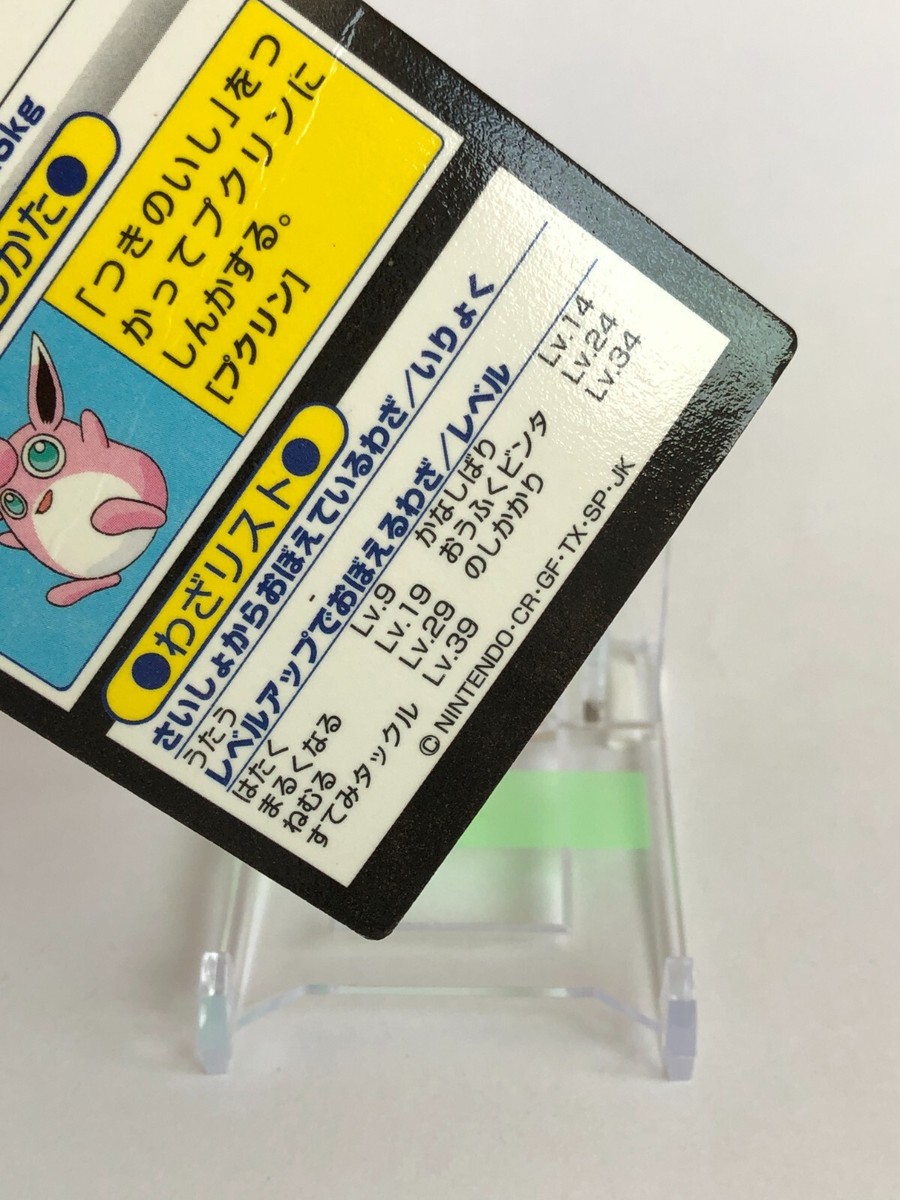 kg
かた●
「つきのいし」をつ
かってプクリンに
しんかする。
[プクリン]
●わざリスト●
さいしょからおぼえているわざ/いりょく
うたう
レベルアップでおぼえるわざ/レベル
はたく Lv.9 かなしばり Lv.14
まるくなる Lv.19 おうふくビンタ Lv.24
ねむる Lv.29 のしかかり Lv.34
すてみタックル Lv.39
©NINTENDO・CR・GF・TX・SP・JK